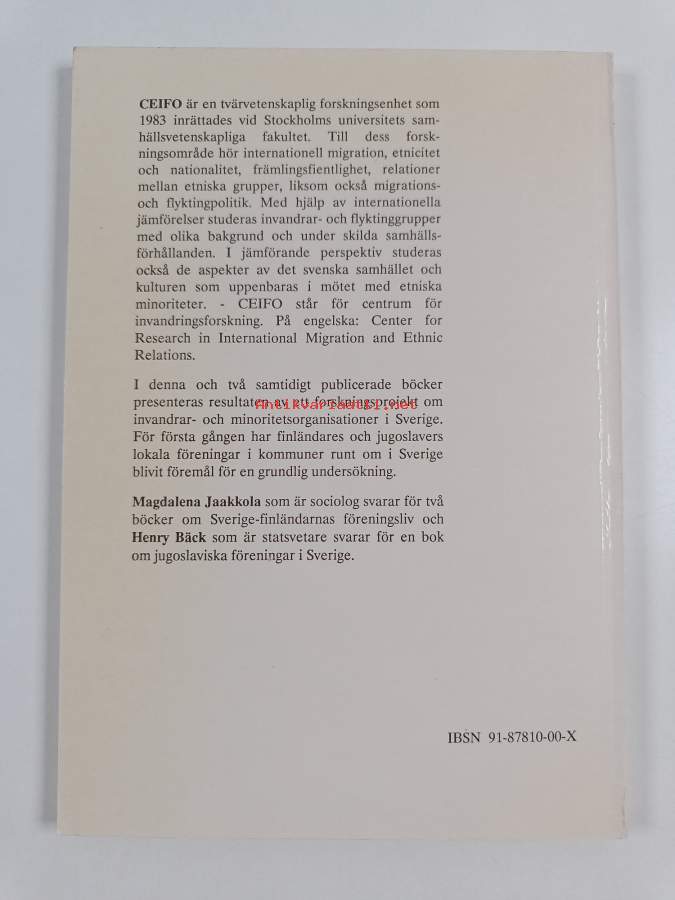 CEIFO är en tvärvetenskaplig forskningsenhet som
1983 inrättades vid Stockholms universitets sam-
hällsvetenskapliga fakultet. Till dess forsk-
ningsområde hör internationell migration, etnicitet
och nationalitet, främlingsfientlighet, relationer
mellan etniska grupper, liksom också migrations-
och flyktingpolitik. Med hjälp av internationella
jämförelser studeras invandrar- och flyktinggrupper
med olika bakgrund och under skilda samhälls-
förhållanden. I jämförande perspektiv studeras
också de aspekter av det svenska samhället och
kulturen som uppenbaras i mötet med etniska
minoriteter. - CEIFO står för centrum för
invandringsforskning. På engelska: Center for
Research in International Migration and Ethnic
Relations.
I denna och två samtidigt publicerade böcker
presenteras resultaten av ett forskningsprojekt om
Antikvariaatti.net
invandrar- och minoritetsorganisationer i Sverige.
För första gången har finländares och jugoslavers
lokala föreningar i kommuner runt om i Sverige
blivit föremål för en grundlig undersökning.
Magdalena Jaakkola som är sociolog svarar för två
böcker om Sverige-finländarnas föreningsliv och
Henry Bäck som är statsvetare svarar för en bok
om jugoslaviska föreningar i Sverige.
IBSN 91-87810-00-X